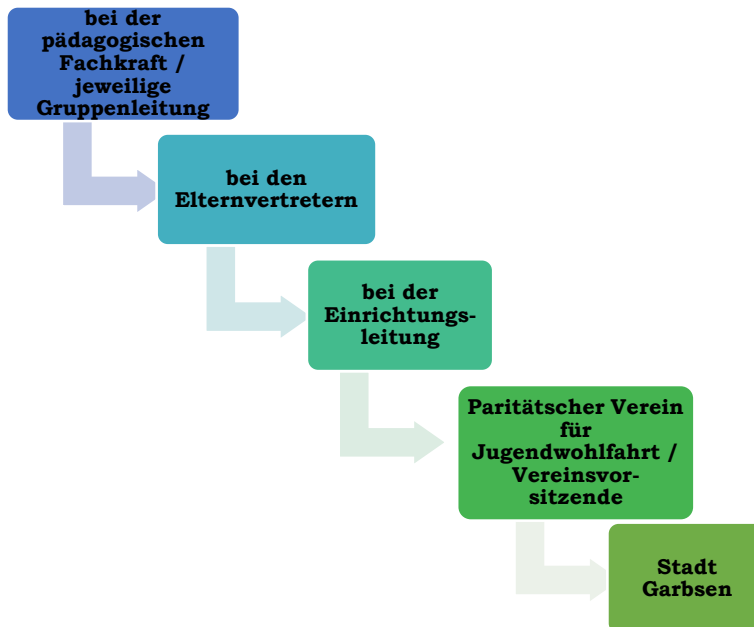 bei der
pädagogischen
Fachkraft /
jeweilige
Gruppenleitung
bei den
Elternvertretern
bei der
Einrichtungs-
leitung
Paritätscher Verein
für
Jugendwohlfahrt /
Vereinsvor-
sitzende
Stadt
Garbsen